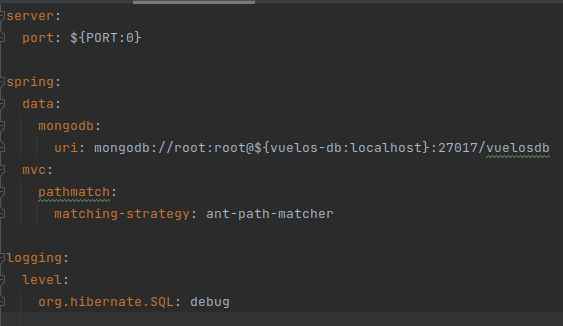 server:
  port: ${PORT:0}
spring:
  data:
    mongodb:
      uri: mongodb://root:root@${vuelos-db:localhost}:27017/vuelosdb
  mvc:
    pathmatch:
      matching-strategy: ant-path-matcher
logging:
  level:
    org.hibernate.SQL: debug